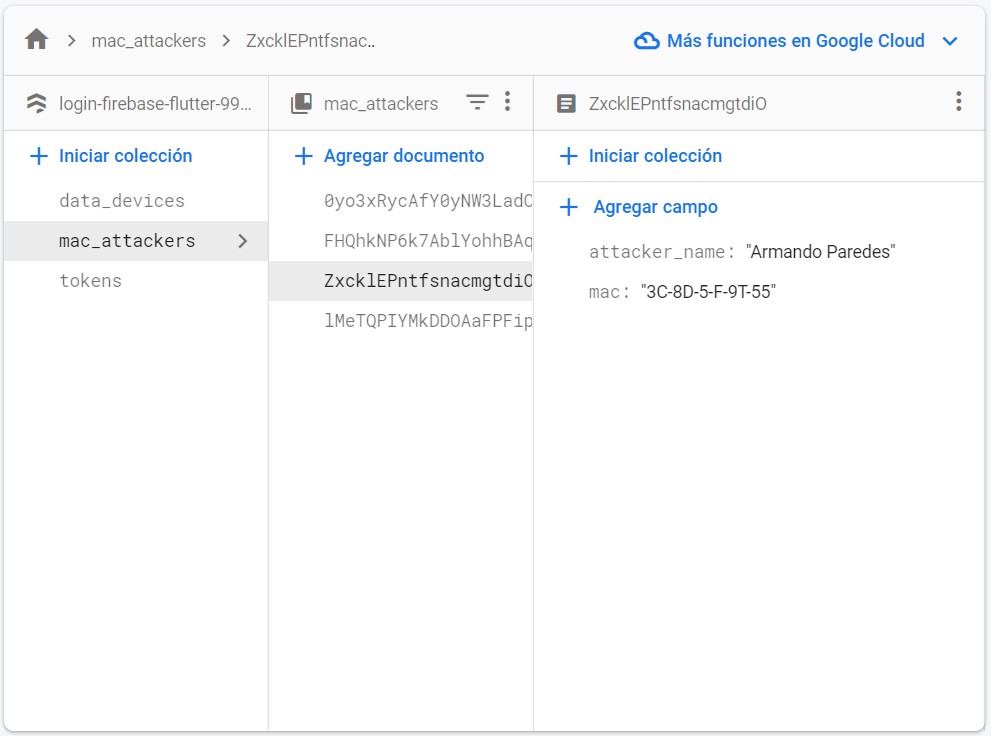 mac_attackers
ZxcklEPntfsnac..
Más funciones en Google Cloud
login-firebase-flutter-99...
mac_attackers
ZxcklEPntfsnacmgtdiO
Iniciar colección
data_devices
mac_attackers
tokens
Agregar documento
0yo3xRycAfY0yNW3LadC
FHQhkNP6k7AblYohhBAq
ZxcklEPntfsnacmgtdiO
lMeTQPIYMkDDOAaFPFip
Iniciar colección
Agregar campo
attacker_name: "Armando Paredes"
mac: "3C-8D-5-F-9T-55"